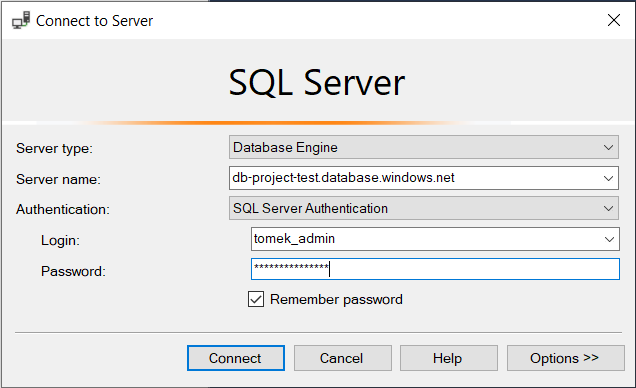 Connect to Server
SQL Server
Server type: Database Engine
Server name: db-project-test.database.windows.net
Authentication: SQL Server Authentication
Login: tomek_admin
Password: ***************
Remember password
Connect Cancel Help Options >>